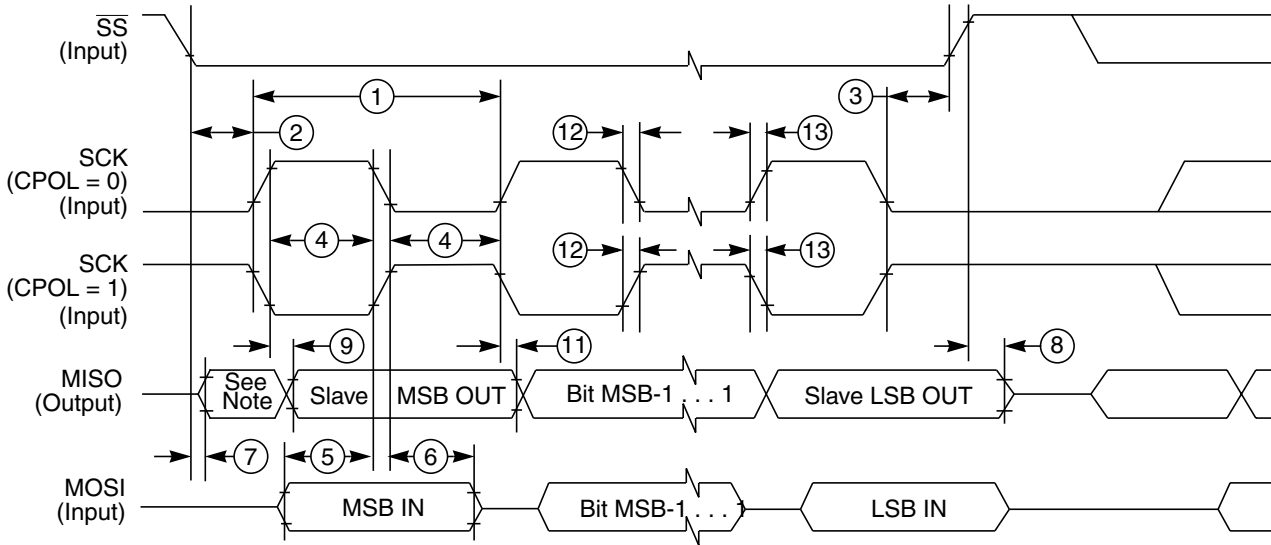 SS
(Input)
1
3
2
12
13
SCK
(CPOL = 0)
(Input)
4
4
12
13
SCK
(CPOL = 1)
(Input)
9
11
8
MISO
(Output)
See
Note
Slave
MSB OUT
Bit MSB-1 . . . 1
Slave LSB OUT
7
5
6
MOSI
(Input)
MSB IN
Bit MSB-1 . . . 1
LSB IN